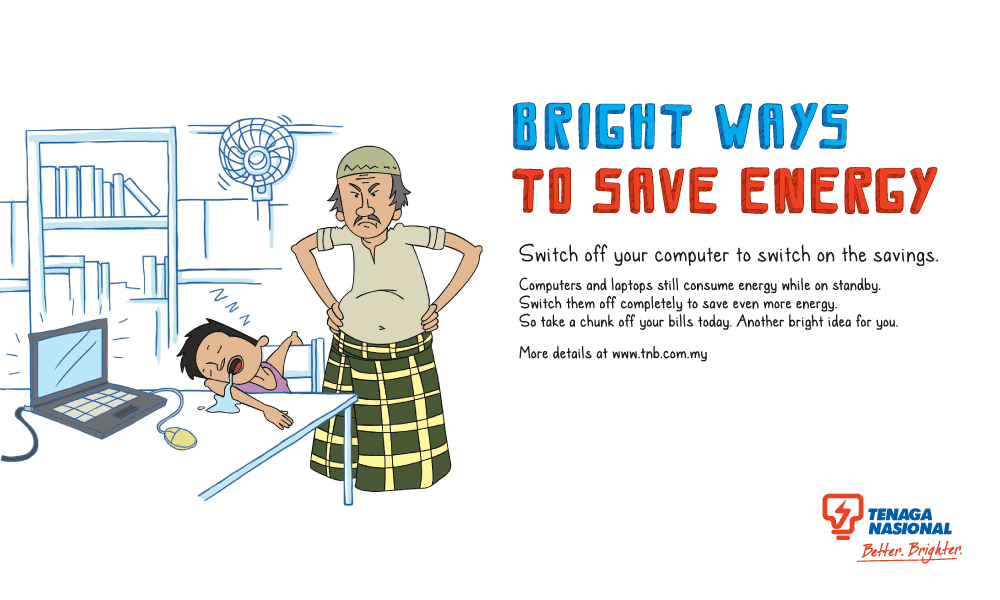 BRIGHT WAYS
TO SAVE ENERGY
Switch off your computer to switch on the savings.
Computers and laptops still consume energy while on standby.
Switch them off completely to save even more energy.
So take a chunk off your bills today. Another bright idea for you.
More details at www.tnb.com.my
ZZZZ
TENAGA
NASIONAL
Better. Brighter.